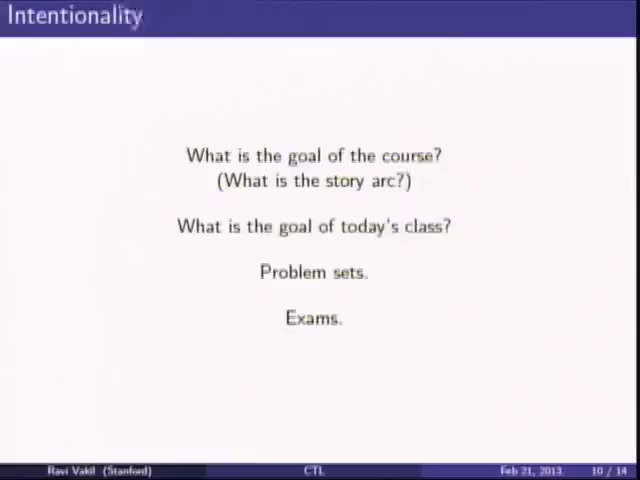 Intentionality
What is the goal of the course?
(What is the story arc?)
What is the goal of today's class?
Problem sets.
Exams.
Ravi Vakil (Stanford)
CTL
Feb 21, 2013
10 / 14